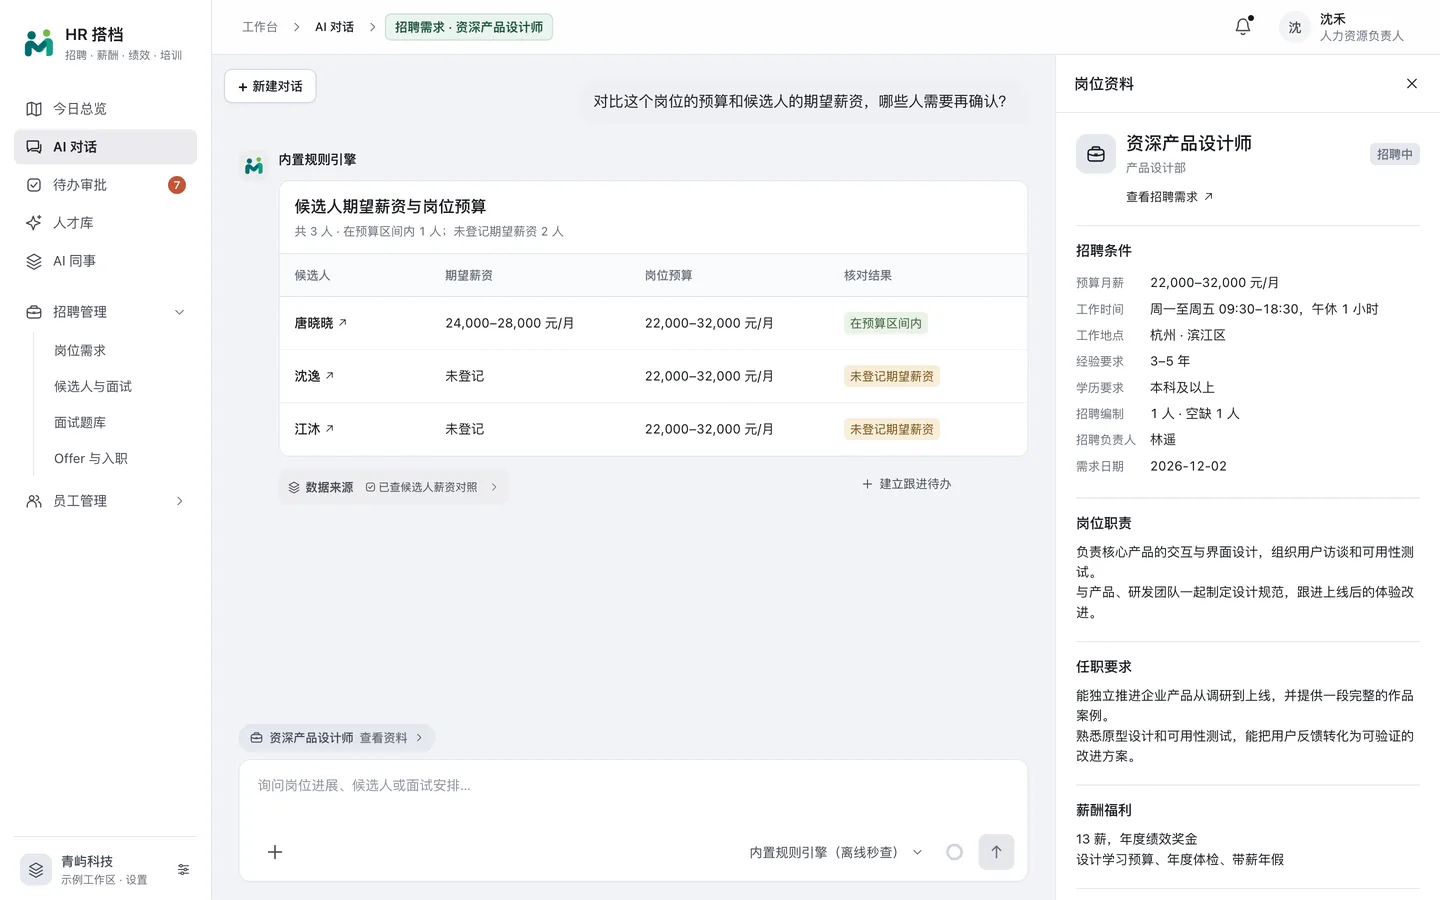 HR 搭档
招聘 · 薪酬 · 绩效 · 培训
今日总览
AI 对话
待办审批
7
人才库
AI 同事
招聘管理
岗位需求
候选人与面试
面试题库
Offer 与入职
员工管理
青屿科技
示例工作区 · 设置
工作台
AI 对话
招聘需求 · 资深产品设计师
沈
沈禾
人力资源负责人
+ 新建对话
对比这个岗位的预算和候选人的期望薪资，哪些人需要再确认？
内置规则引擎
候选人期望薪资与岗位预算
共 3 人 · 在预算区间内 1 人；未登记期望薪资 2 人
候选人 期望薪资 岗位预算 核对结果
唐晓晓 24,000–28,000 元/月 22,000–32,000 元/月 在预算区间内
沈逸 未登记 22,000–32,000 元/月 未登记期望薪资
江沐 未登记 22,000–32,000 元/月 未登记期望薪资
数据来源 已查候选人薪资对照
建立跟进待办
资深产品设计师 查看资料
询问岗位进展、候选人或面试安排...
内置规则引擎（离线秒查）
岗位资料
资深产品设计师
产品设计部
招聘中
查看招聘需求
招聘条件
预算月薪 22,000–32,000 元/月
工作时间 周一至周五 09:30–18:30，午休 1 小时
工作地点 杭州 · 滨江区
经验要求 3–5 年
学历要求 本科及以上
招聘编制 1 人 · 空缺 1 人
招聘负责人 林遥
需求日期 2026-12-02
岗位职责
负责核心产品的交互与界面设计，组织用户访谈和可用性测
试。
与产品、研发团队一起制定设计规范，跟进上线后的体验改
进。
任职要求
能独立推进企业产品从调研到上线，并提供一段完整的作品
案例。
熟悉原型设计和可用性测试，能把用户反馈转化为可验证的
改进方案。
薪酬福利
13 薪，年度绩效奖金
设计学习预算、年度体检、带薪年假